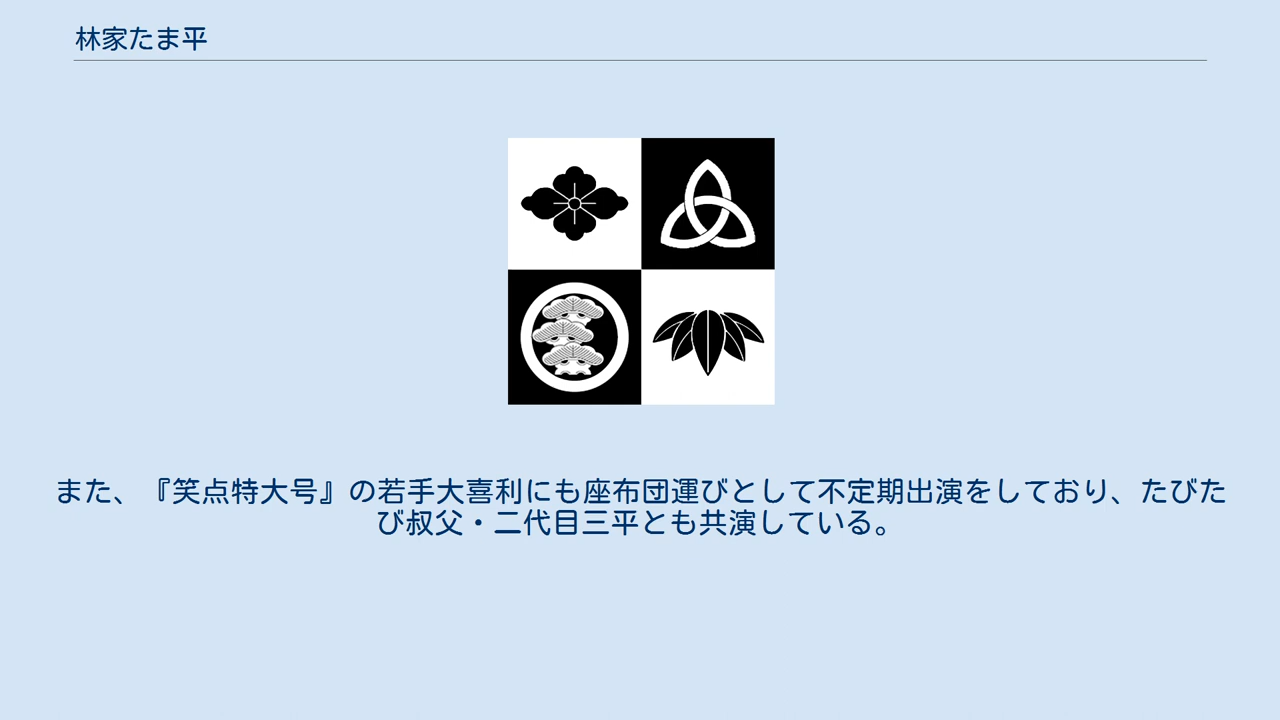 林家たま平
また、『笑点特大号』の若手大喜利にも座布団運びとして不定期出演をしており、たびた
び叔父・二代目三平とも共演している。